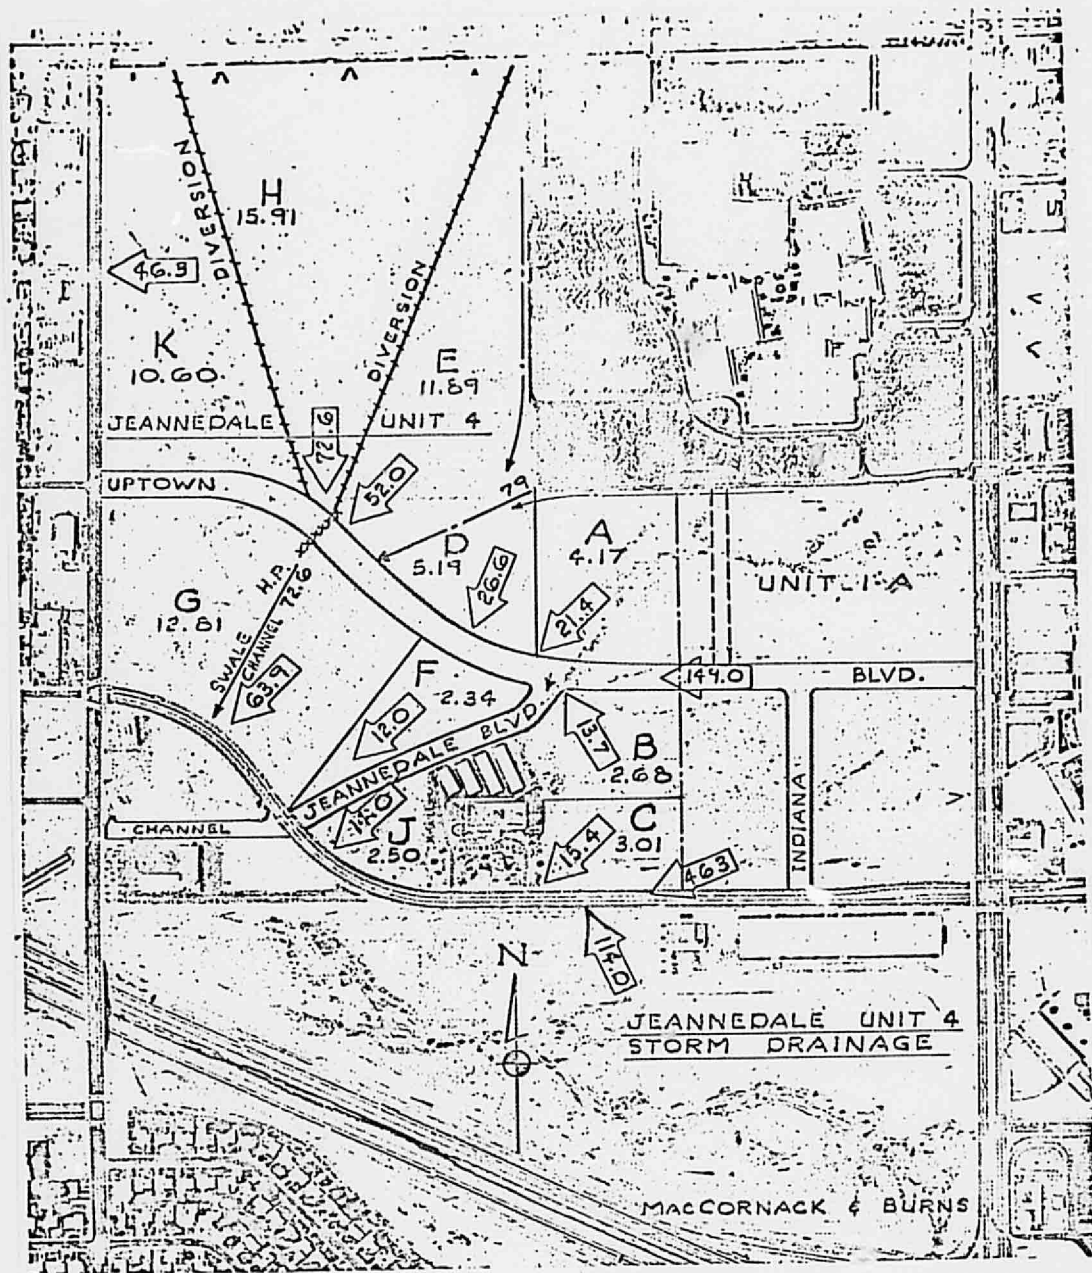 H
15.91
DIVERSION
DIVERSION
46.3
K
10.60
E
11.89
JEANNEDALE UNIT 4
72.6
UPTOWN
52.0
79
A
4.17
D
5.19
26.6
21.4
UNIT 1-A
H.P.
G
12.81
SWALE
CHANNEL 72.6
63.9
F
2.34
12.0
149.0
BLVD.
JEANNEDALE BLVD.
13.7
B
2.68
INDIANA
CHANNEL
J
2.50
C
3.01
15.4
463
114.0
N
JEANNEDALE UNIT 4
STORM DRAINAGE
MACCORNACK & BURNS